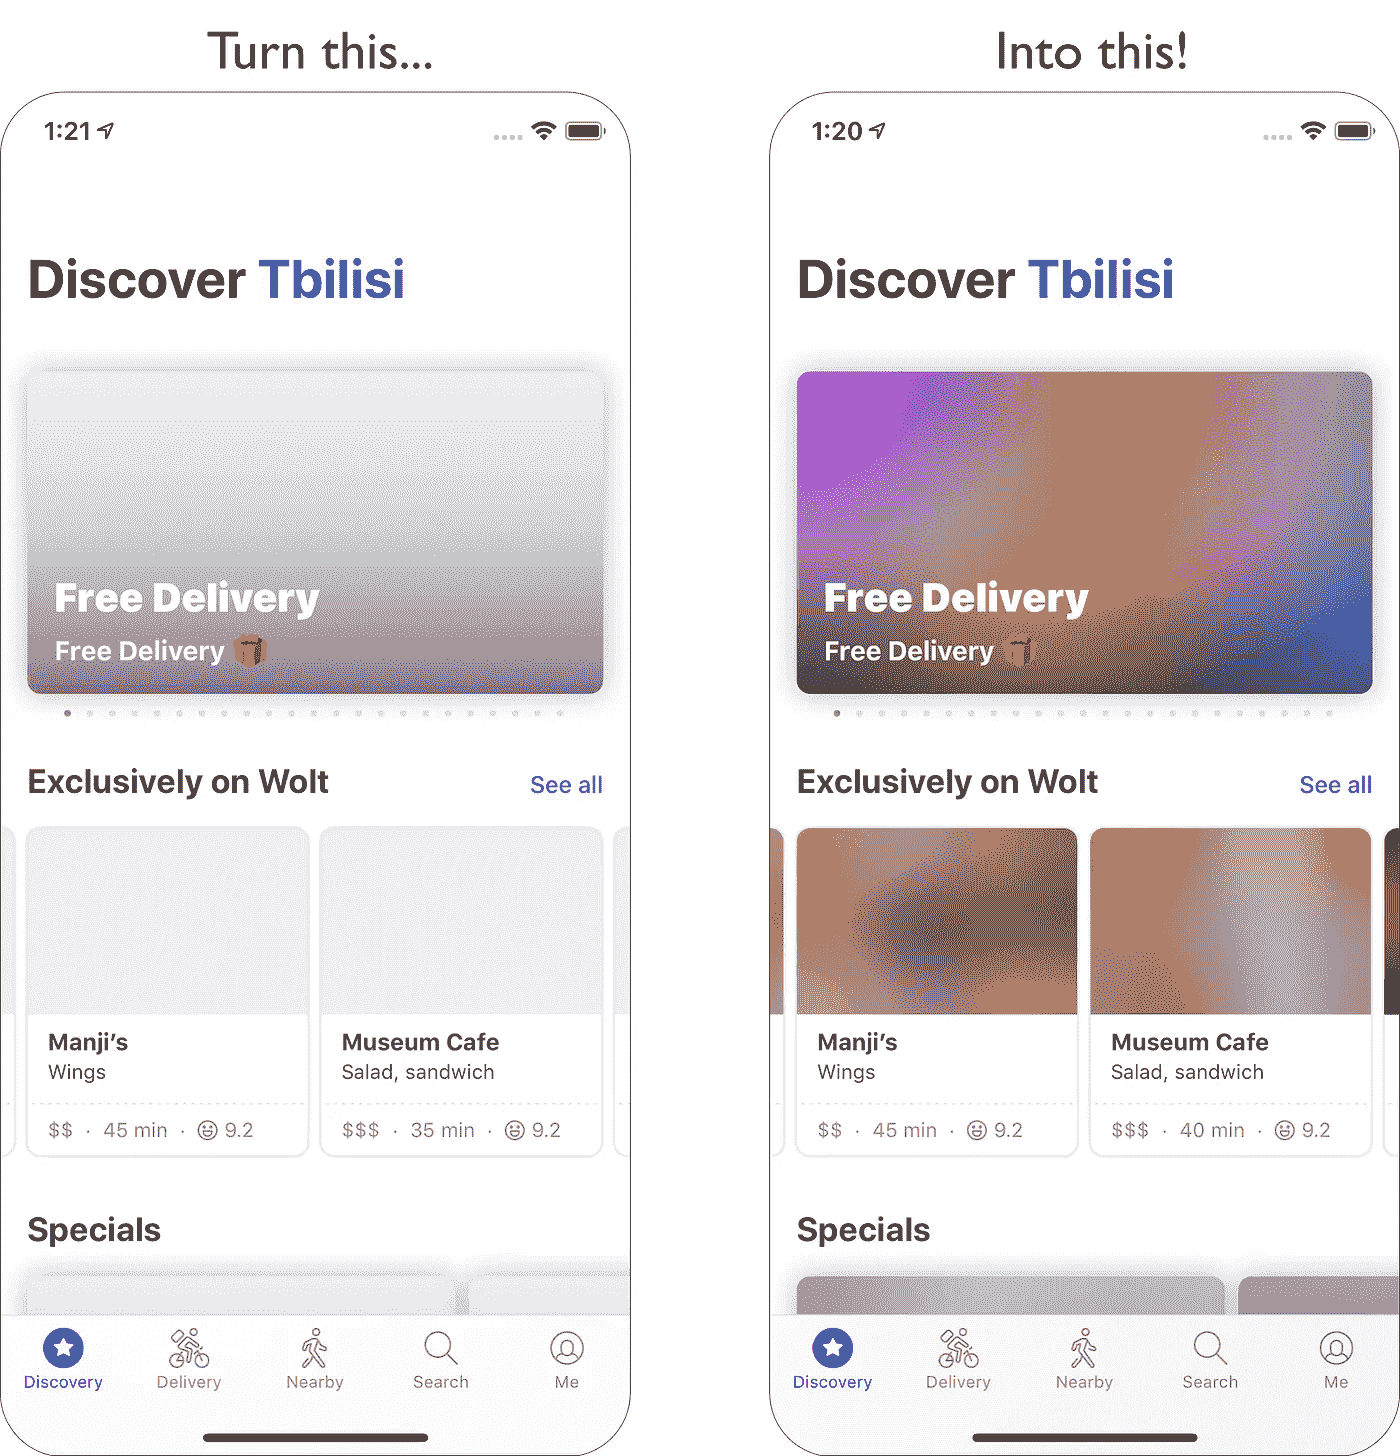 Turn this...
1:21
Discover Tbilisi
Free Delivery
Free Delivery
Exclusively on Wolt
See all
Manji's
Wings
$$ · 45 min · 9.2
Museum Cafe
Salad, sandwich
$$$ · 35 min · 9.2
Specials
Discovery
Delivery
Nearby
Search
Me
Into this!
1:20
Discover Tbilisi
Free Delivery
Free Delivery
Exclusively on Wolt
See all
Manji's
Wings
$$ · 45 min · 9.2
Museum Cafe
Salad, sandwich
$$$ · 40 min · 9.2
Specials
Discovery
Delivery
Nearby
Search
Me